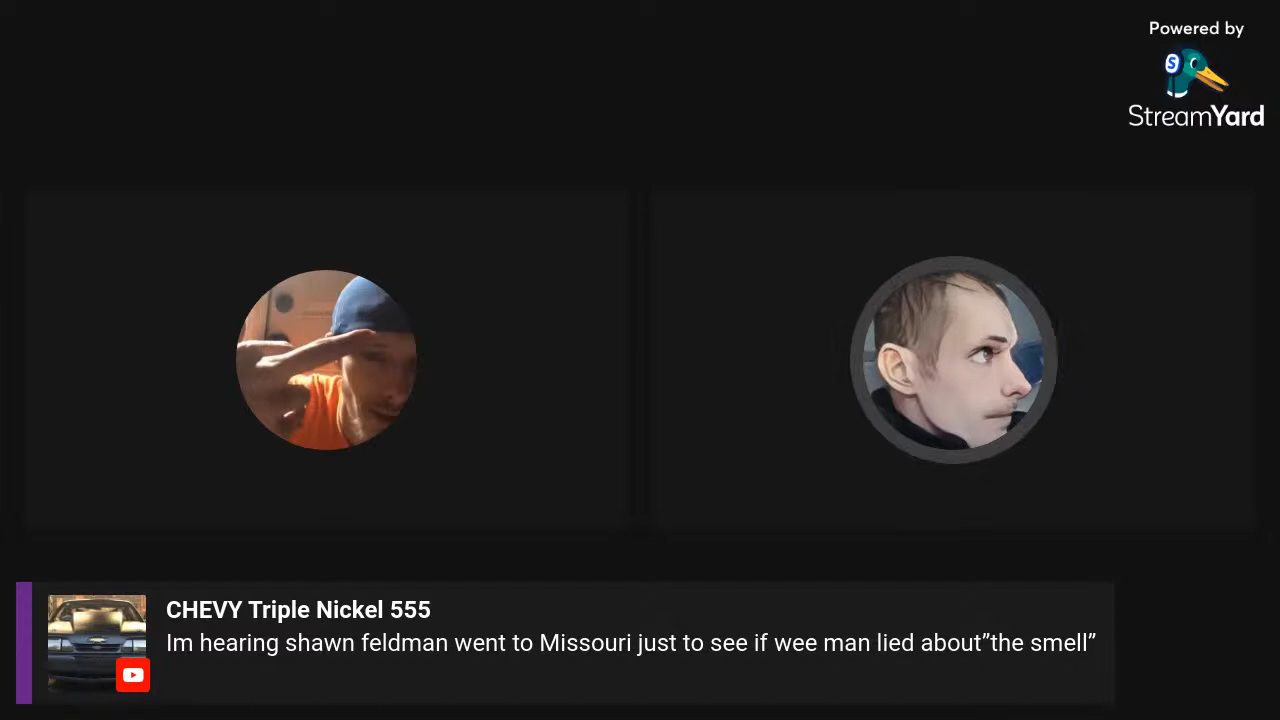 Powered by
S
StreamYard
CHEVY Triple Nickel 555
Im hearing shawn feldman went to Missouri just to see if wee man lied about”the smell”